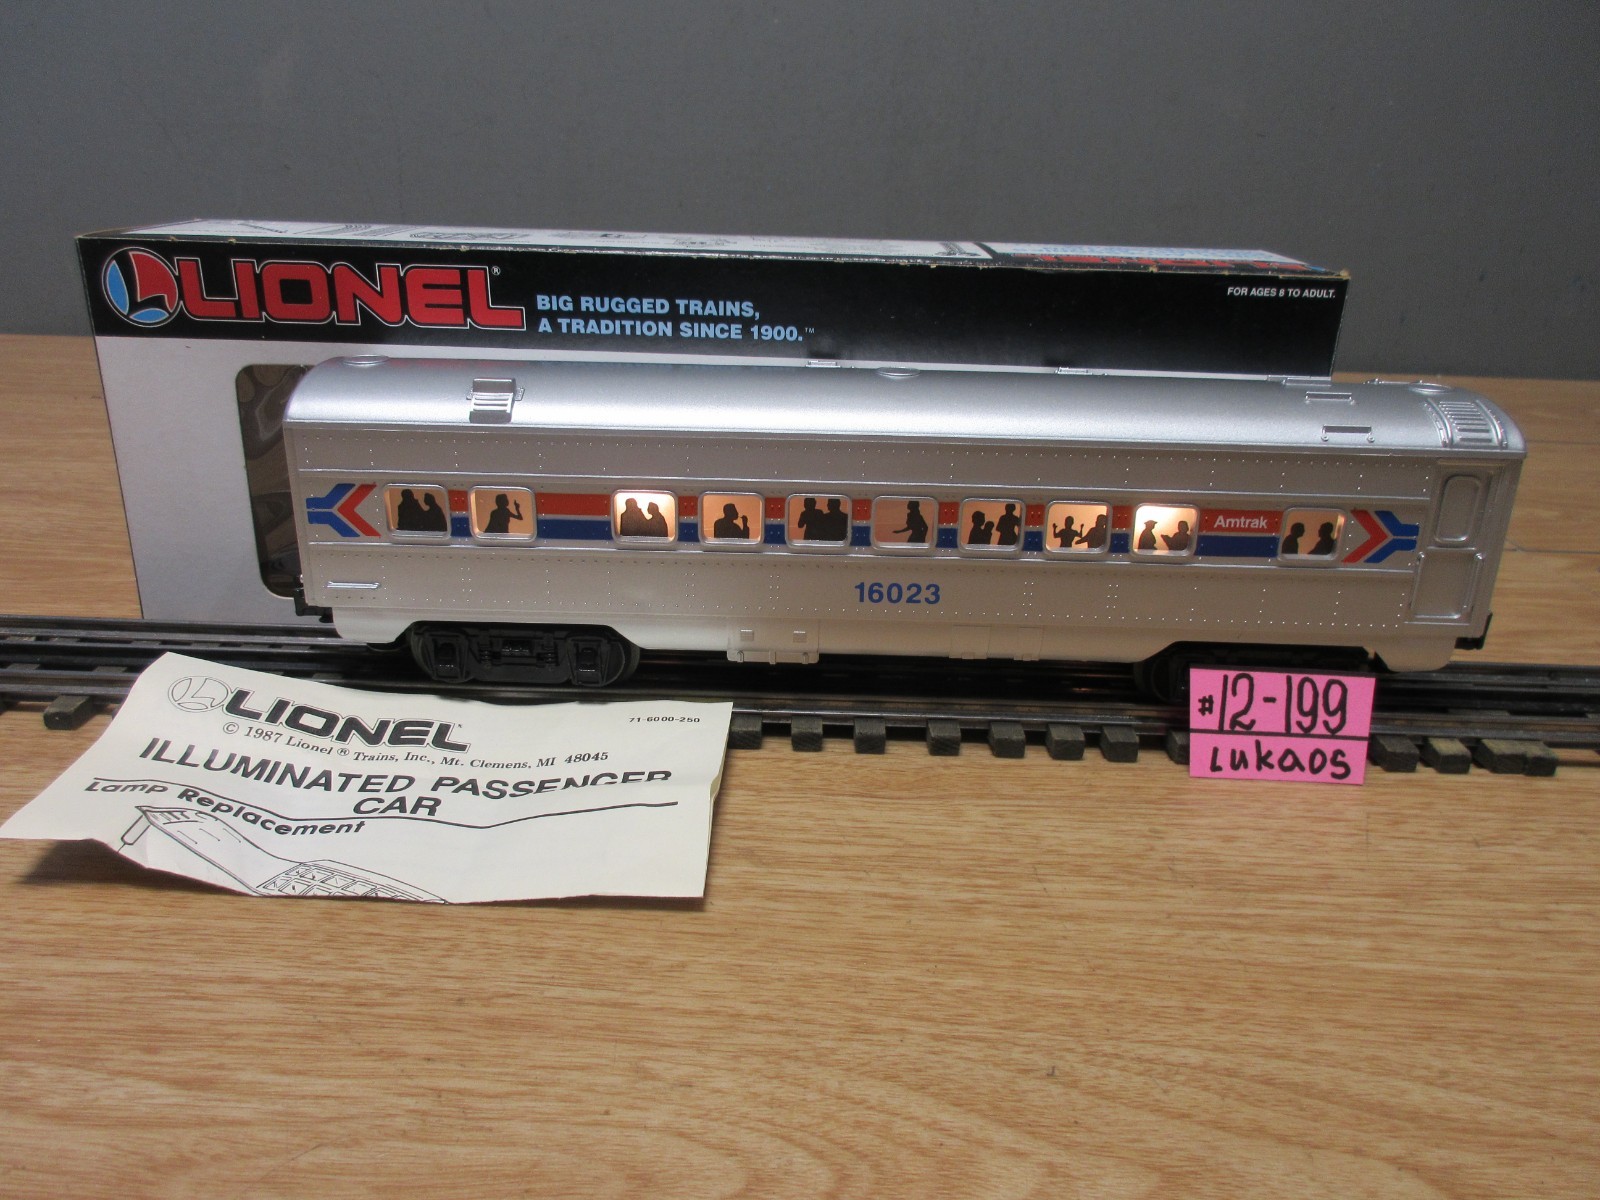 LIONEL®
BIG RUGGED TRAINS,
A TRADITION SINCE 1900.™
FOR AGES 8 TO ADULT.
Amtrak
16023
#12-199
LUKaOS
LIONEL
71-6000-250
© 1987 Lionel ® Trains, Inc., Mt. Clemens, MI 48045
ILLUMINATED PASSENGER
CAR
Lamp Replacement